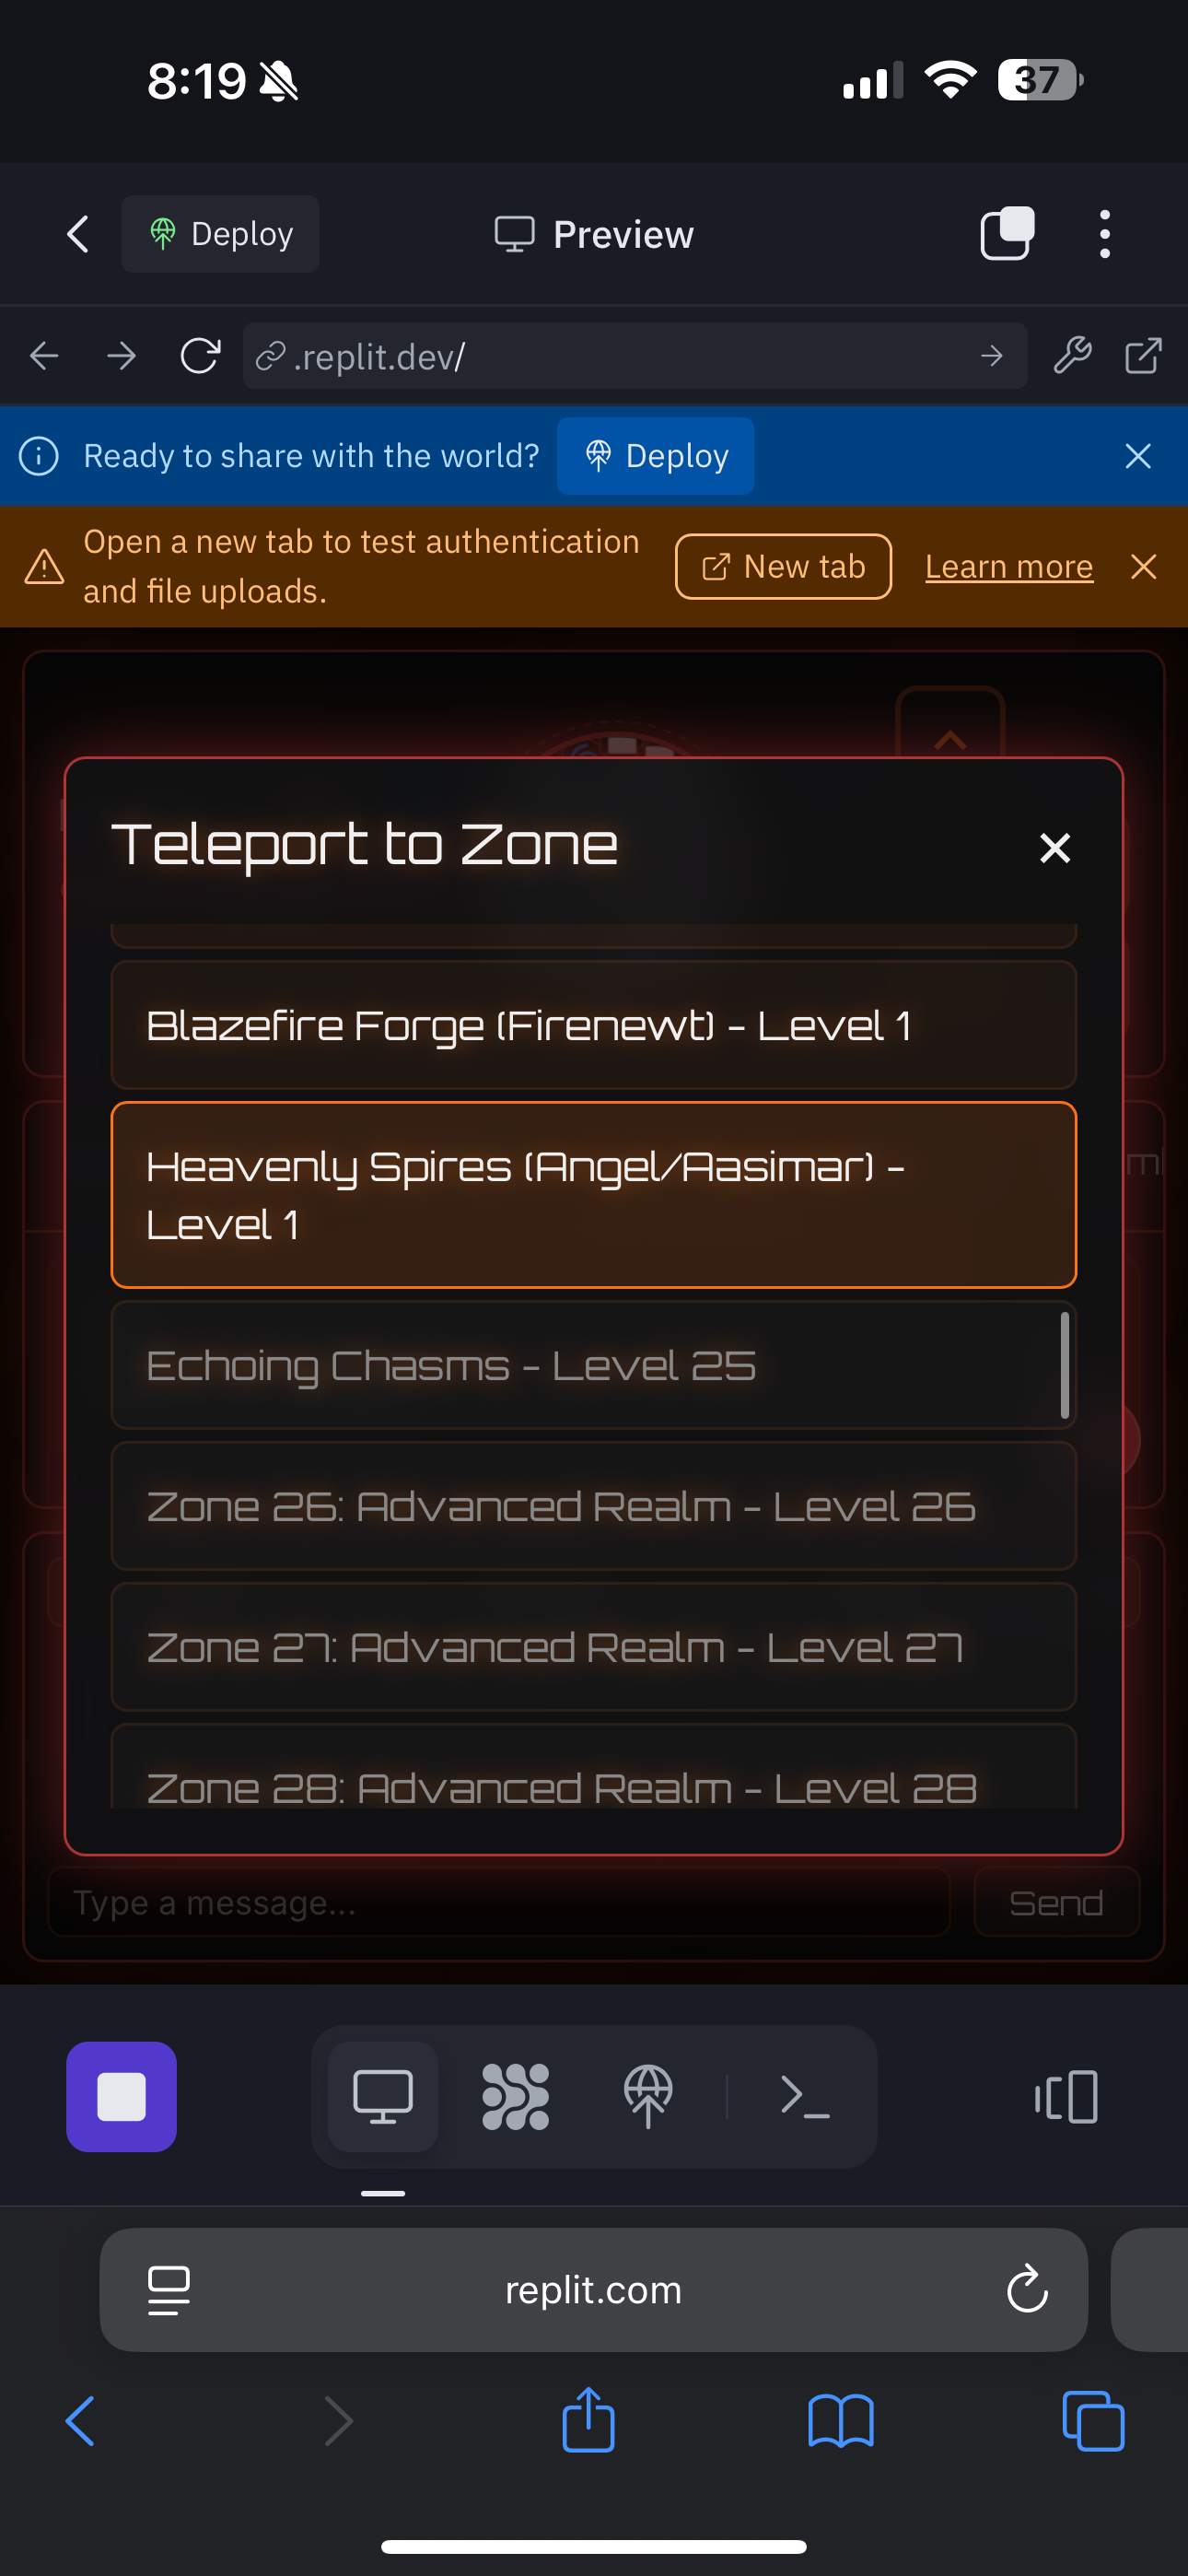 8:19
37
Deploy
Preview
.replit.dev/
Ready to share with the world?
Deploy
Open a new tab to test authentication
and file uploads.
New tab
Learn more
Teleport to Zone
Blazefire Forge (Firenewt) - Level 1
Heavenly Spires (Angel/Aasimar) -
Level 1
Echoing Chasms - Level 25
Zone 26: Advanced Realm - Level 26
Zone 27: Advanced Realm - Level 27
Zone 28: Advanced Realm - Level 28
Type a message...
Send
replit.com